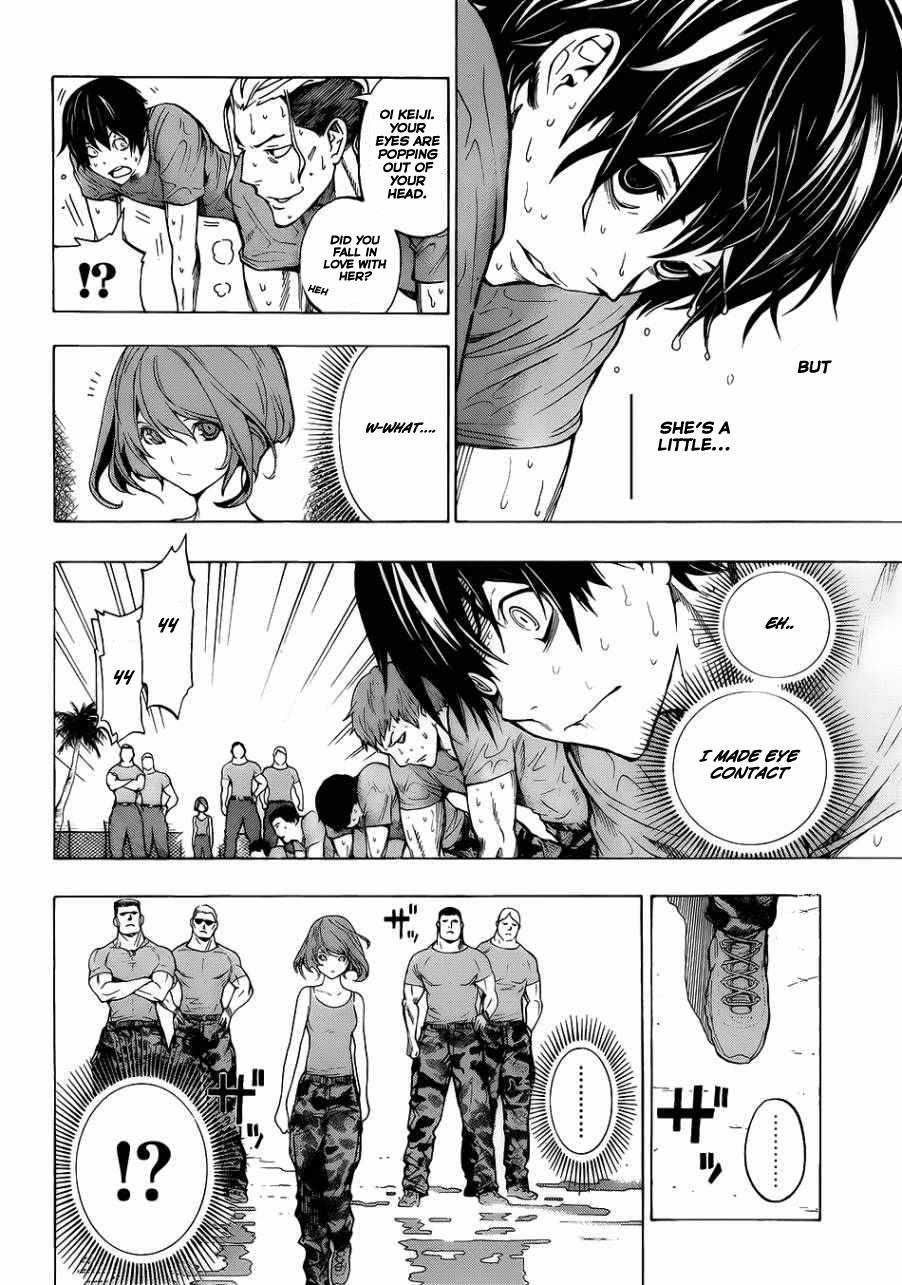 BUT
SHE'S A
LITTLE...
OI KEIJI.
YOUR
EYES ARE
POPPING
OUT OF
YOUR
HEAD.
DID YOU
FALL IN
LOVE WITH
HER?
HEH
!?
W-WHAT....
EH..
I MADE EYE
CONTACT
44
44
..........
ザッ
ザッ
..........
ザッ
!?